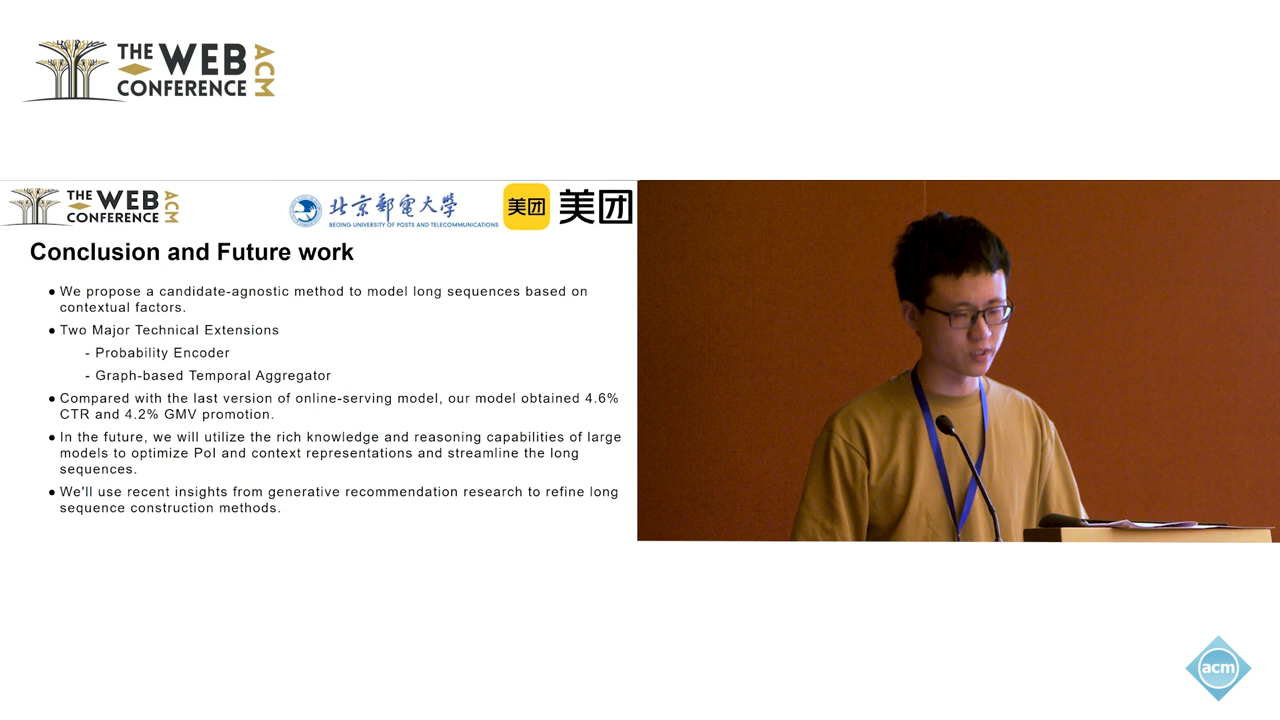 THE WEB
CONFERENCE
ACM
THE WEB
CONFERENCE
ACM
北京郵電大學
BEIJING UNIVERSITY OF POSTS AND TELECOMMUNICATIONS
美团
美团
Conclusion and Future work
● We propose a candidate-agnostic method to model long sequences based on
contextual factors.
● Two Major Technical Extensions
- Probability Encoder
- Graph-based Temporal Aggregator
● Compared with the last version of online-serving model, our model obtained 4.6%
CTR and 4.2% GMV promotion.
● In the future, we will utilize the rich knowledge and reasoning capabilities of large
models to optimize PoI and context representations and streamline the long
sequences.
● We'll use recent insights from generative recommendation research to refine long
sequence construction methods.
acm